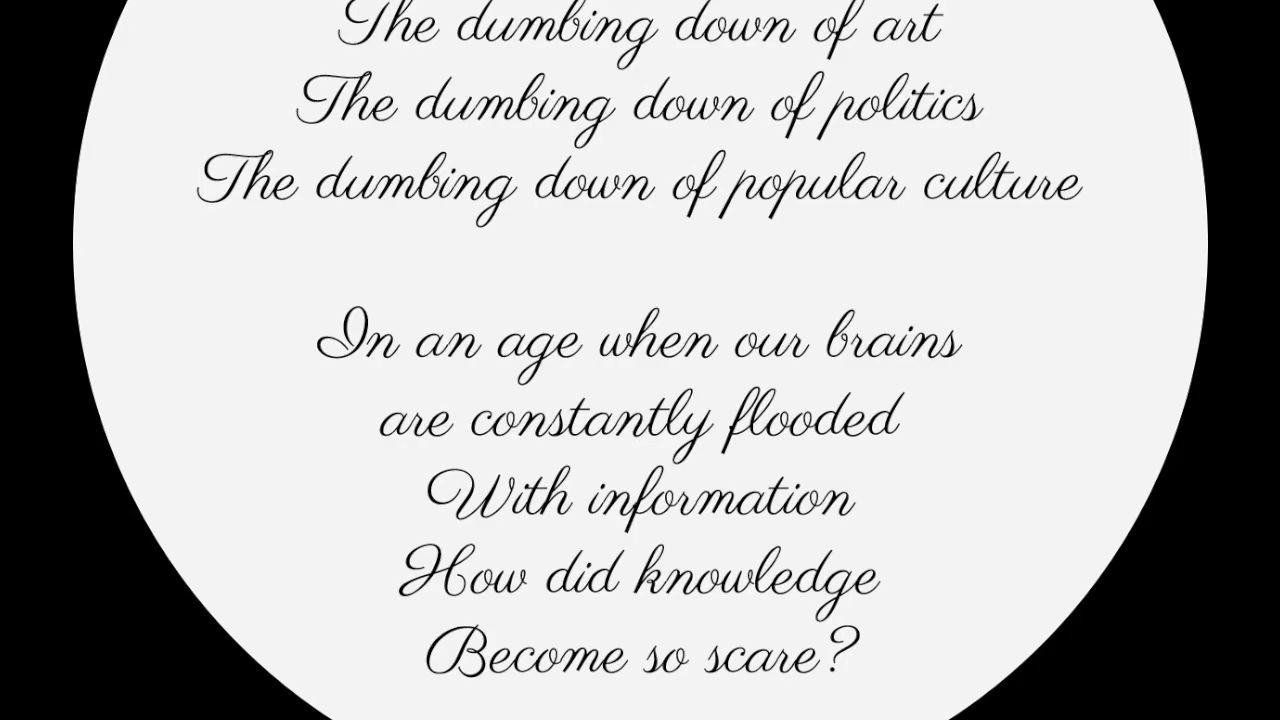 The dumbing down of art
The dumbing down of politics
The dumbing down of popular culture
In an age when our brains
are constantly flooded
With information
How did knowledge
Become so scare?